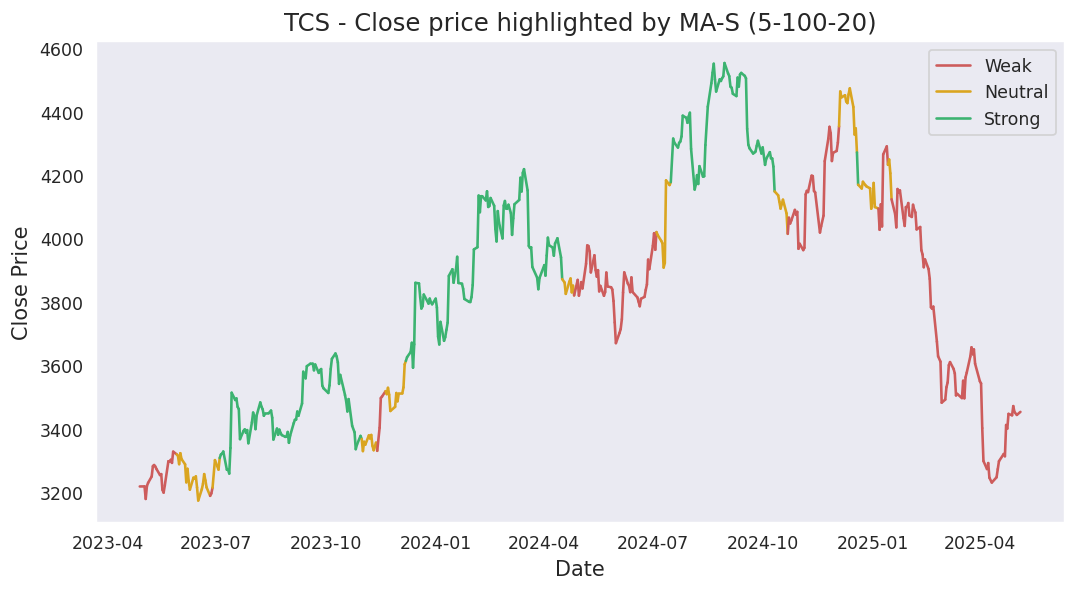 TCS - Close price highlighted by MA-S (5-100-20)
Close Price
4600
4400
4200
4000
3800
3600
3400
3200
Weak
Neutral
Strong
2023-04 2023-07 2023-10 2024-01 2024-04 2024-07 2024-10 2025-01 2025-04
Date